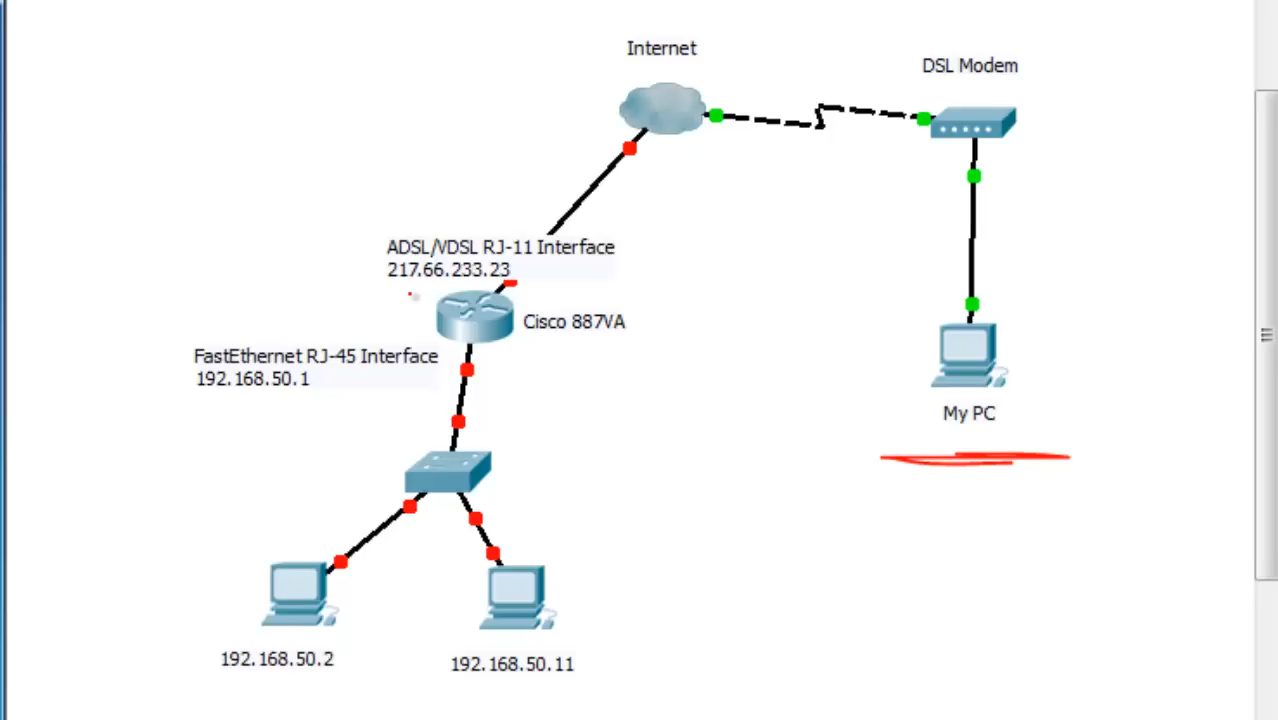 Internet
DSL Modem
ADSL/VDSL RJ-11 Interface
217.66.233.23
Cisco 887VA
FastEthernet RJ-45 Interface
192.168.50.1
My PC
192.168.50.2
192.168.50.11